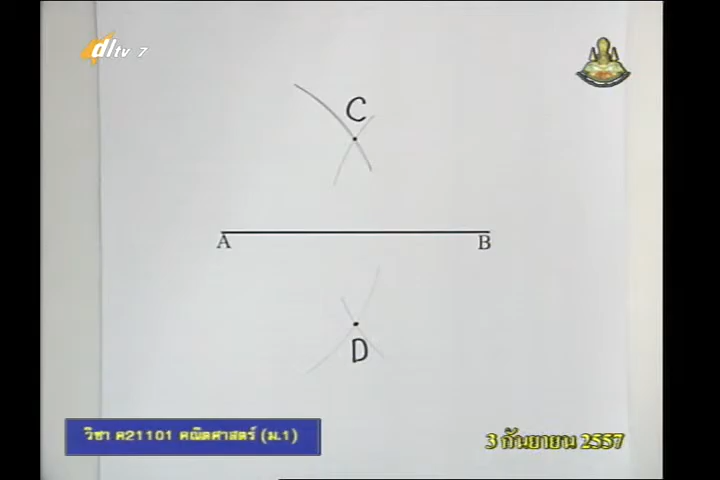 dltv 7
C
A B
D
วิชา ค21101 คณิตศาสตร์ (ม.1)
3 กันยายน 2557